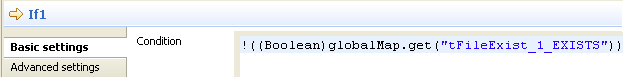 If1
Basic settings
Condition
!((Boolean)globalMap.get("tFileExist_1_EXISTS"))
Advanced settings